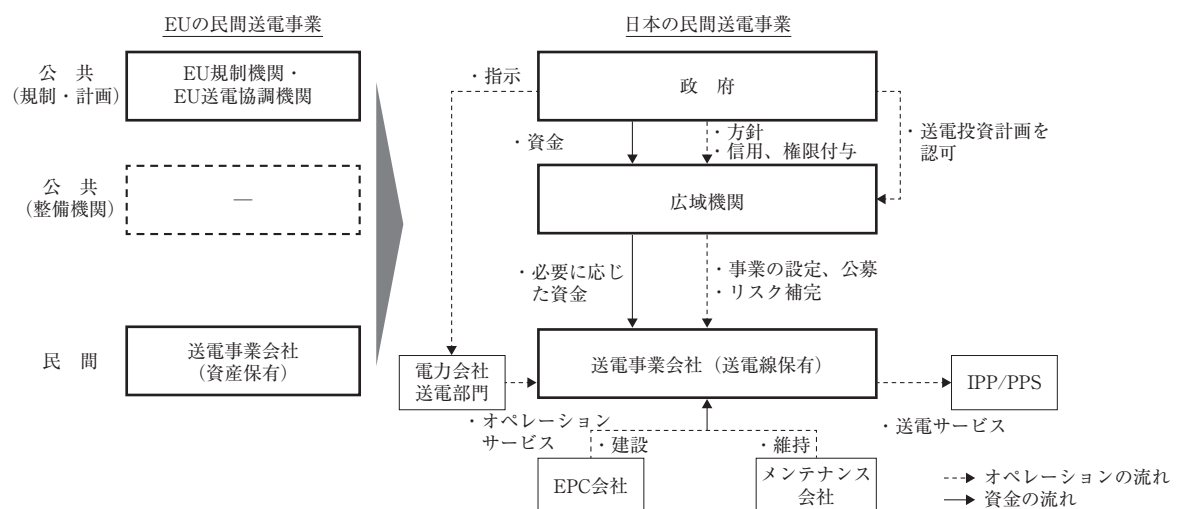 EUの民間送電事業
日本の民間送電事業
公　共
（規制・計画）
EU規制機関・
EU送電協調機関
・指示
政　府
・資金
・方針
・信用、権限付与
・送電投資計画を
認可
公　共
（整備機関）
―
広域機関
・必要に応じ
た資金
・事業の設定、公募
・リスク補完
民　間
送電事業会社
（資産保有）
電力会社
送電部門
送電事業会社（送電線保有）
IPP/PPS
・オペレーション
サービス
・送電サービス
・建設
・維持
EPC会社
メンテナンス
会社
オペレーションの流れ
資金の流れ